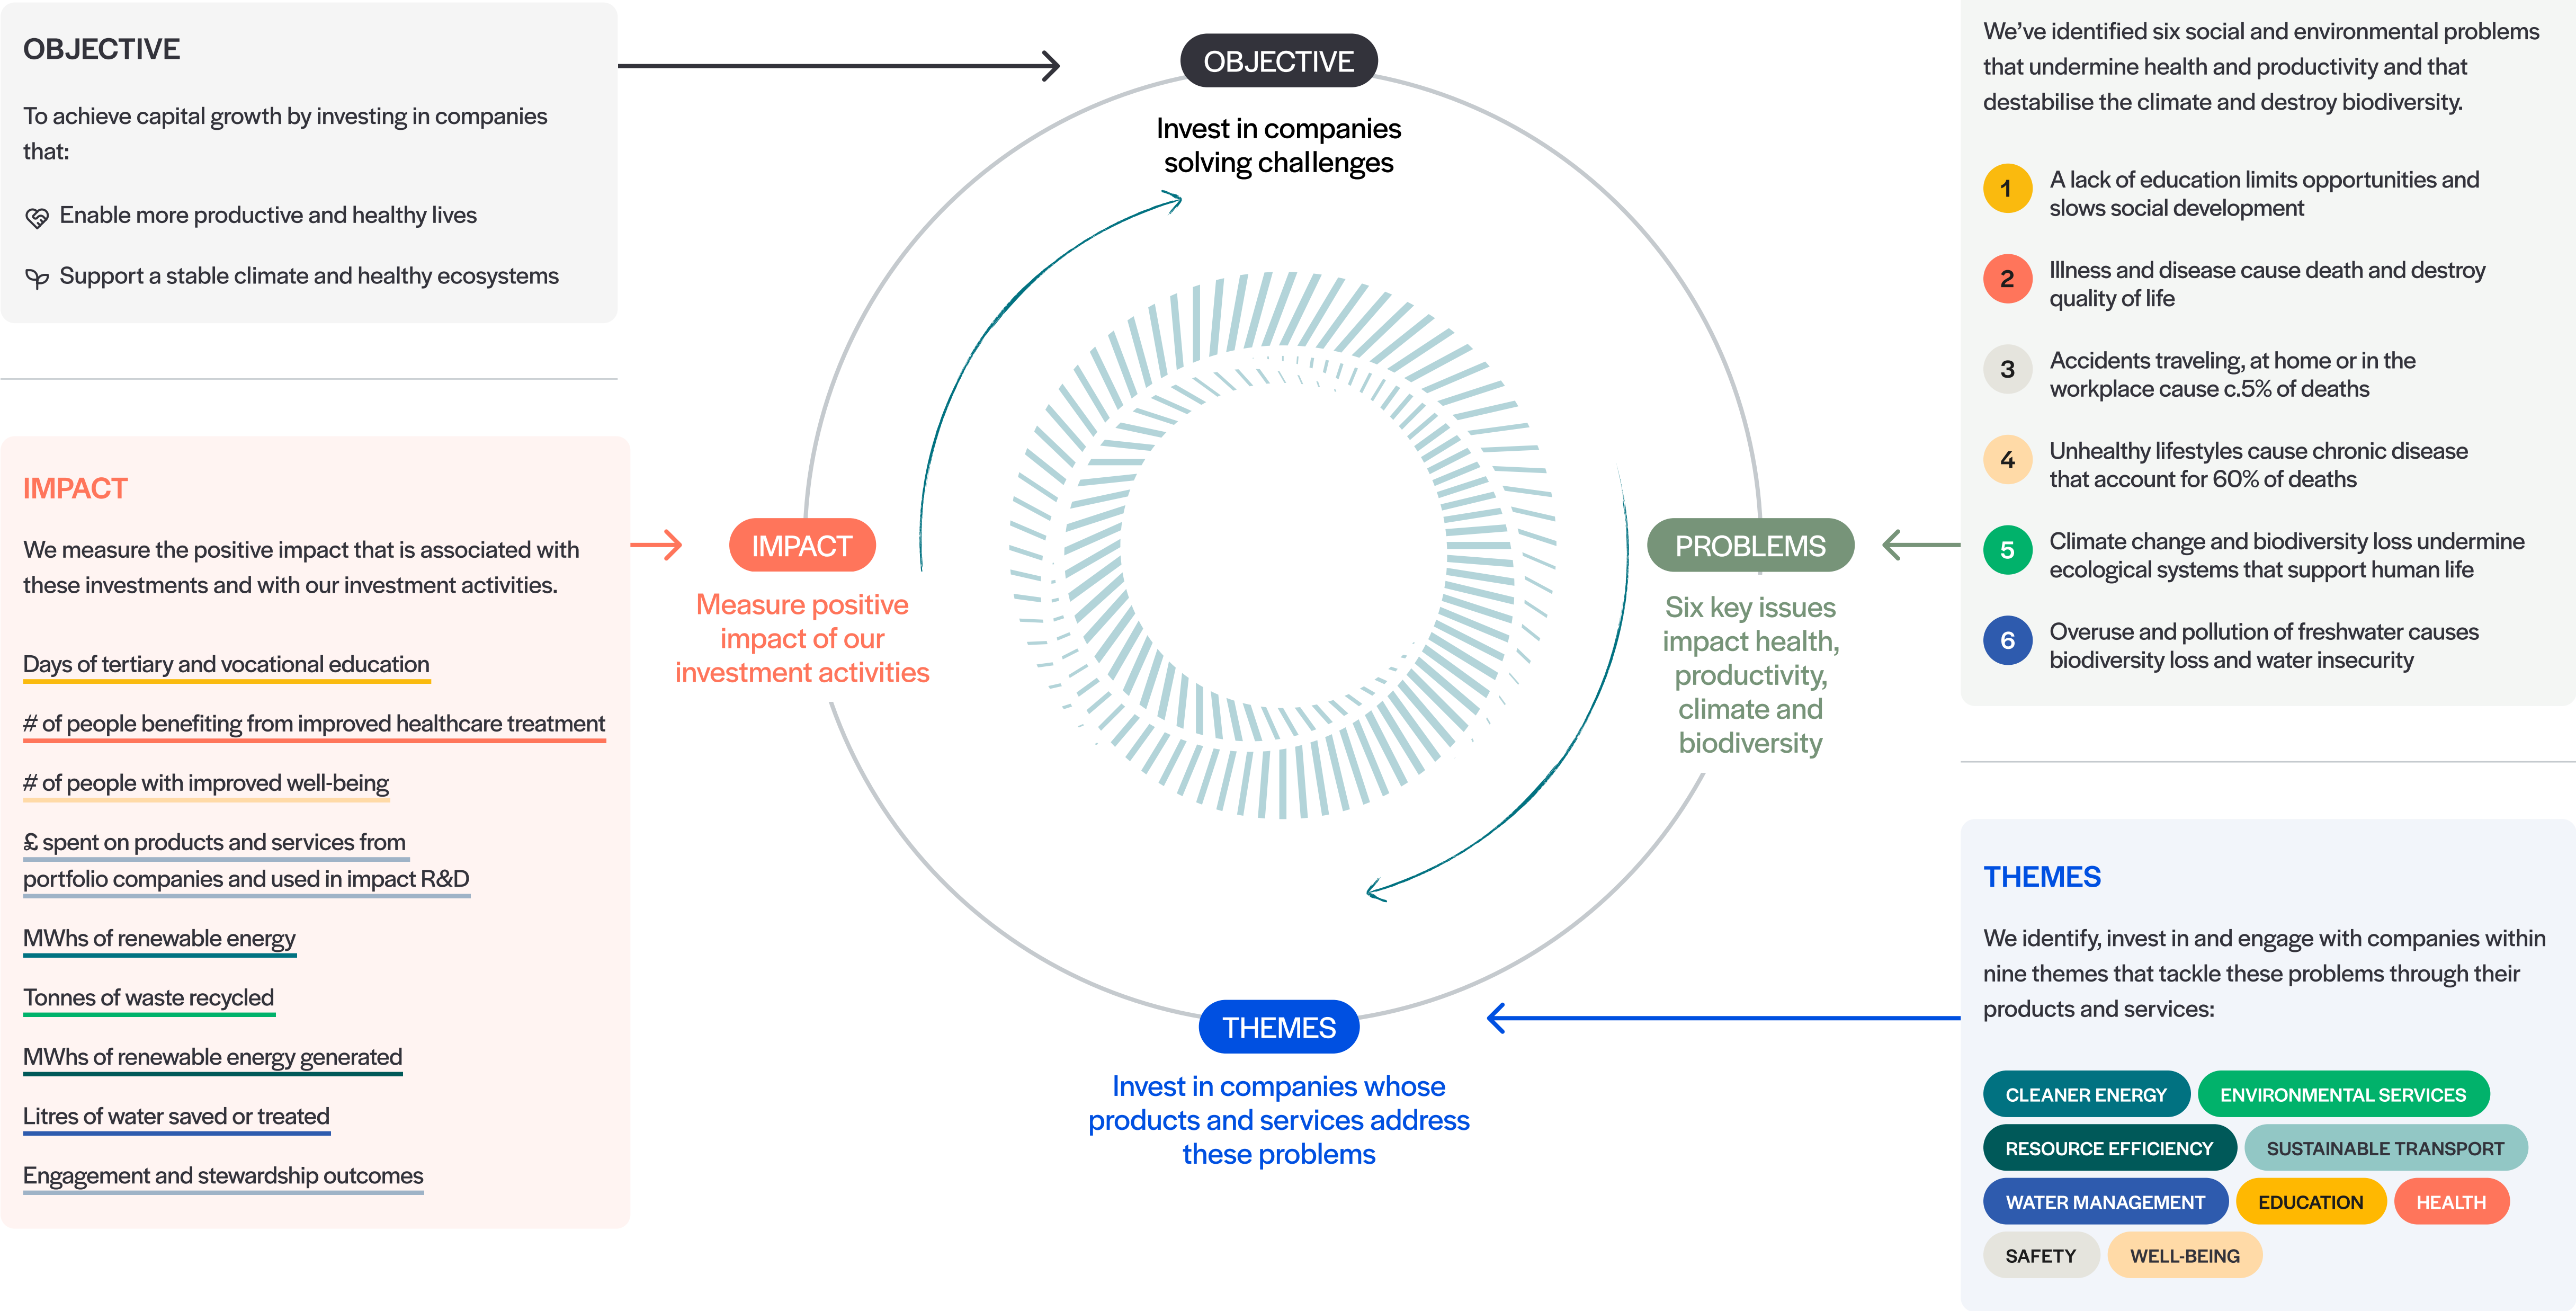 OBJECTIVE
To achieve capital growth by investing in companies
that:
Enable more productive and healthy lives
Support a stable climate and healthy ecosystems
IMPACT
We measure the positive impact that is associated with
these investments and with our investment activities.
Days of tertiary and vocational education
# of people benefiting from improved healthcare treatment
# of people with improved well-being
£ spent on products and services from
portfolio companies and used in impact R&D
MWhs of renewable energy
Tonnes of waste recycled
MWhs of renewable energy generated
Litres of water saved or treated
Engagement and stewardship outcomes
OBJECTIVE
Invest in companies
solving challenges
IMPACT
Measure positive
impact of our
investment activities
PROBLEMS
Six key issues
impact health,
productivity,
climate and
biodiversity
THEMES
Invest in companies whose
products and services address
these problems
We've identified six social and environmental problems
that undermine health and productivity and that
destabilise the climate and destroy biodiversity.
1
A lack of education limits opportunities and
slows social development
2
Illness and disease cause death and destroy
quality of life
3
Accidents traveling, at home or in the
workplace cause c.5% of deaths
4
Unhealthy lifestyles cause chronic disease
that account for 60% of deaths
5
Climate change and biodiversity loss undermine
ecological systems that support human life
6
Overuse and pollution of freshwater causes
biodiversity loss and water insecurity
THEMES
We identify, invest in and engage with companies within
nine themes that tackle these problems through their
products and services:
CLEANER ENERGY ENVIRONMENTAL SERVICES
RESOURCE EFFICIENCY SUSTAINABLE TRANSPORT
WATER MANAGEMENT EDUCATION HEALTH
SAFETY WELL-BEING